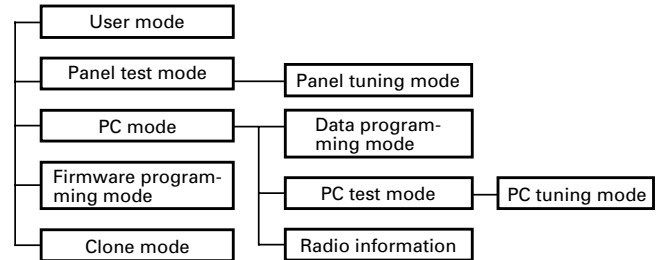 User mode
Panel test mode
Panel tuning mode
PC mode
Data program-
ming mode
Firmware program-
ming mode
PC test mode
PC tuning mode
Clone mode
Radio information